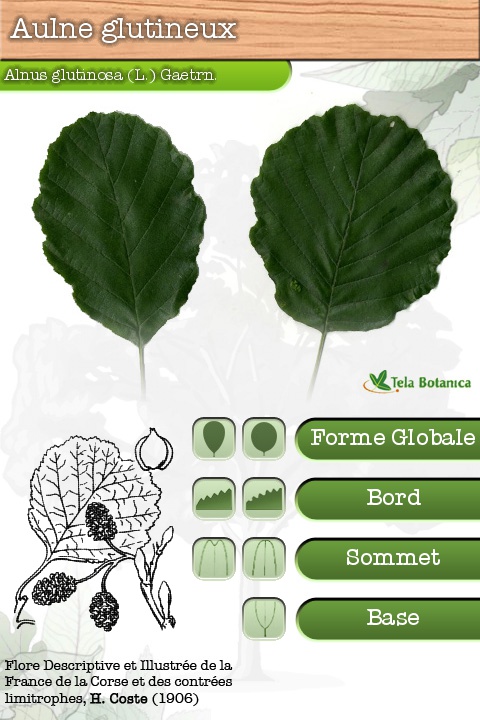 Aulne glutineux
Alnus glutinosa (L.) Gaetrn.
Tela Botanica
Forme Globale
Bord
Sommet
Base
Flore Descriptive et Illustrée de la
France de la Corse et des contrées
limitrophes, H. Coste (1906)